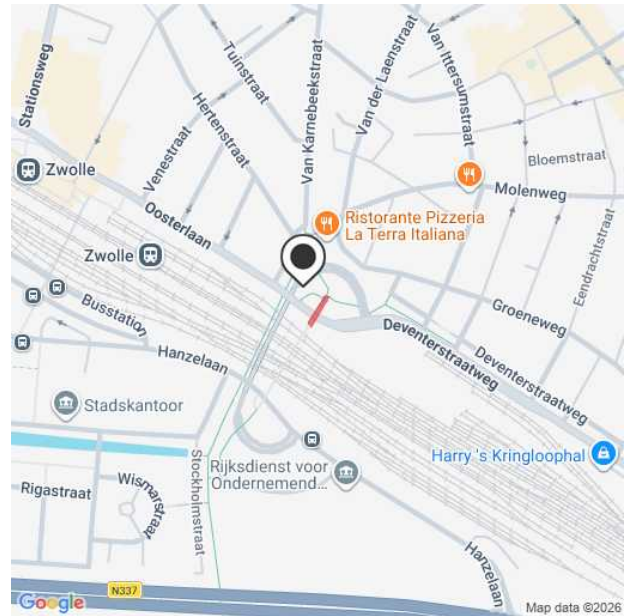 Stationsweg
Tuinstraat
Hertenstraat
Venestraat
Van Karnebeekstraat
Van der Laenstraat
Van Ittersumstraat
Bloemstraat
Molenweg
Zwolle
Oosterlaan
Ristorante Pizzeria
La Terra Italiana
Eendrachtstraat
Zwolle
Groeneweg
Busstation
Deventerstraatweg
Deventerstraatweg
Hanzelaan
Stadskantoor
Harry 's Kringloophal
Rijksdienst voor
Ondernemend...
Stockholmstraat
Wismarstraat
Rigastraat
Hanzelaan
N337
Google
Map data ©2026